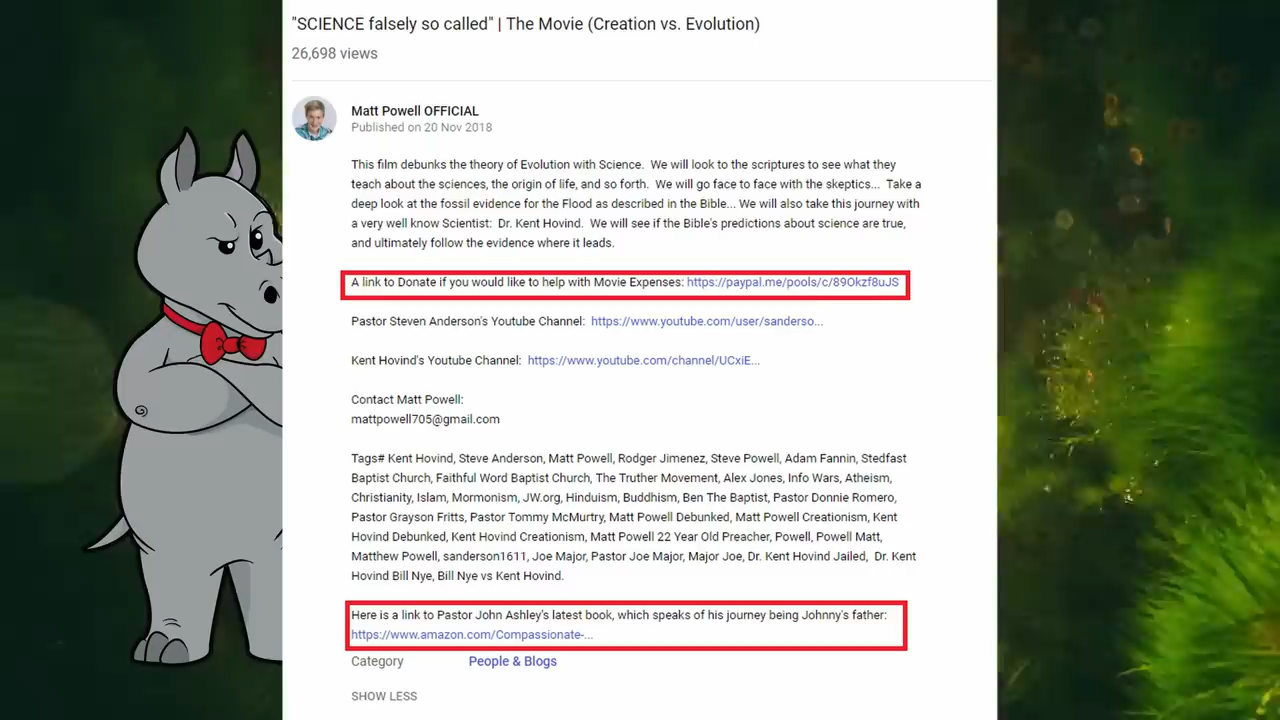 "SCIENCE falsely so called" | The Movie (Creation vs. Evolution)
26,698 views
Matt Powell OFFICIAL
Published on 20 Nov 2018
This film debunks the theory of Evolution with Science.  We will look to the scriptures to see what they
teach about the sciences, the origin of life, and so forth.  We will go face to face with the skeptics...  Take a
deep look at the fossil evidence for the Flood as described in the Bible... We will also take this journey with
a very well know Scientist:  Dr. Kent Hovind.  We will see if the Bible's predictions about science are true,
and ultimately follow the evidence where it leads.
A link to Donate if you would like to help with Movie Expenses: https://paypal.me/pools/c/89Okzf8uJS
Pastor Steven Anderson's Youtube Channel:  https://www.youtube.com/user/sanderso...
Kent Hovind's Youtube Channel:  https://www.youtube.com/channel/UCxiE...
Contact Matt Powell:
mattpowell705@gmail.com
Tags# Kent Hovind, Steve Anderson, Matt Powell, Rodger Jimenez, Steve Powell, Adam Fannin, Stedfast
Baptist Church, Faithful Word Baptist Church, The Truther Movement, Alex Jones, Info Wars, Atheism,
Christianity, Islam, Mormonism, JW.org, Hinduism, Buddhism, Ben The Baptist, Pastor Donnie Romero,
Pastor Grayson Fritts, Pastor Tommy McMurtry, Matt Powell Debunked, Matt Powell Creationism, Kent
Hovind Debunked, Kent Hovind Creationism, Matt Powell 22 Year Old Preacher, Powell, Powell Matt,
Matthew Powell, sanderson1611, Joe Major, Pastor Joe Major, Major Joe, Dr. Kent Hovind Jailed,  Dr. Kent
Hovind Bill Nye, Bill Nye vs Kent Hovind.
Here is a link to Pastor John Ashley's latest book, which speaks of his journey being Johnny's father:
https://www.amazon.com/Compassionate-...
Category People & Blogs
SHOW LESS